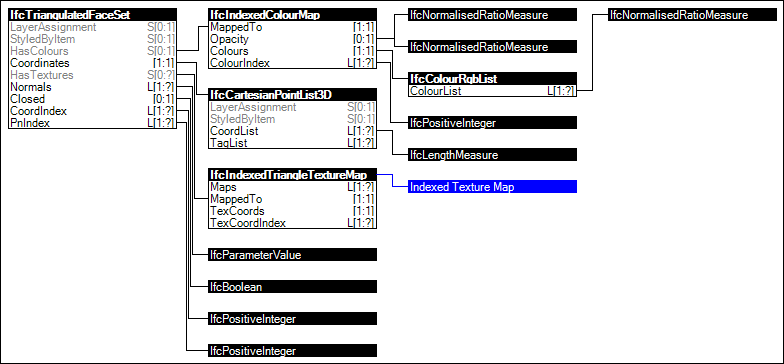 IfcTriangulatedFaceSet
LayerAssignment S[0:1]
StyledByItem S[0:1]
HasColours S[0:1]
Coordinates [1:1]
HasTextures S[0:?]
Normals L[1:?]
Closed [0:1]
CoordIndex L[1:?]
PnIndex L[1:?]
IfcIndexedColourMap
MappedTo [1:1]
Opacity [0:1]
Colours [1:1]
ColourIndex L[1:?]
IfcCartesianPointList3D
LayerAssignment S[0:1]
StyledByItem S[0:1]
CoordList L[1:?]
TagList L[1:?]
IfcIndexedTriangleTextureMap
Maps L[1:?]
MappedTo [1:1]
TexCoords [1:1]
TexCoordIndex L[1:?]
IfcParameterValue
IfcBoolean
IfcPositiveInteger
IfcPositiveInteger
IfcNormalisedRatioMeasure
IfcNormalisedRatioMeasure
IfcColourRgbList
ColourList L[1:?]
IfcPositiveInteger
IfcLengthMeasure
Indexed Texture Map
IfcNormalisedRatioMeasure